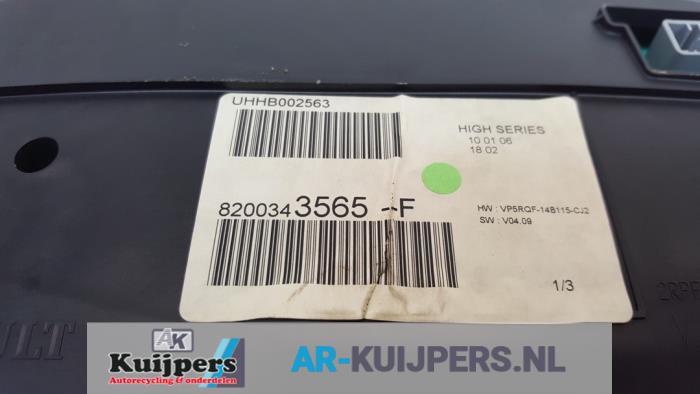 UHHB002563
HIGH SERIES
10 01 06
18 02
8200343565 --F
HW : VP5RQF-14B115-CJ2
SW : V04.09
1/3
ULT
AK
Kuijpers
Autorecycling & onderdelen
AR-KUIJPERS.NL